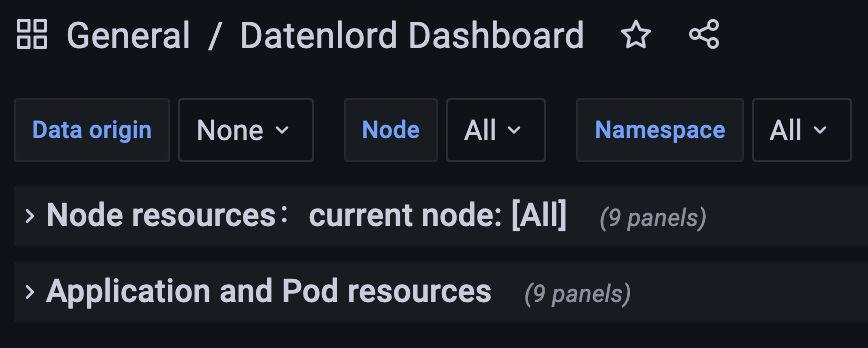 General / Datenlord Dashboard
Data origin None Node All Namespace All
Node resources： current node: [All] (9 panels)
Application and Pod resources (9 panels)